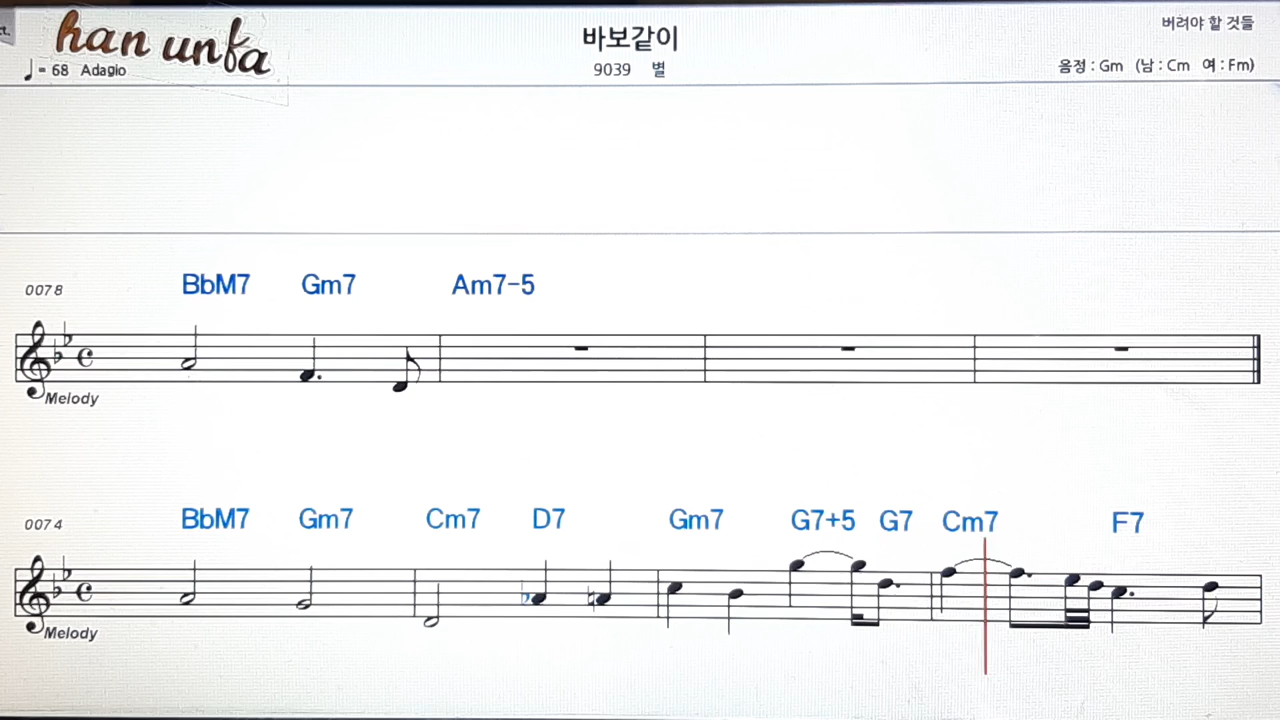 ct.
han unfa
♩= 68 Adagio
바보같이
9039 별
버려야 할 것들
음정 : Gm (남 : Cm 여 : Fm)
0078
BbM7 Gm7 Am7-5
Melody
0074
BbM7 Gm7 Cm7 D7 Gm7 G7+5 G7 Cm7 F7
Melody